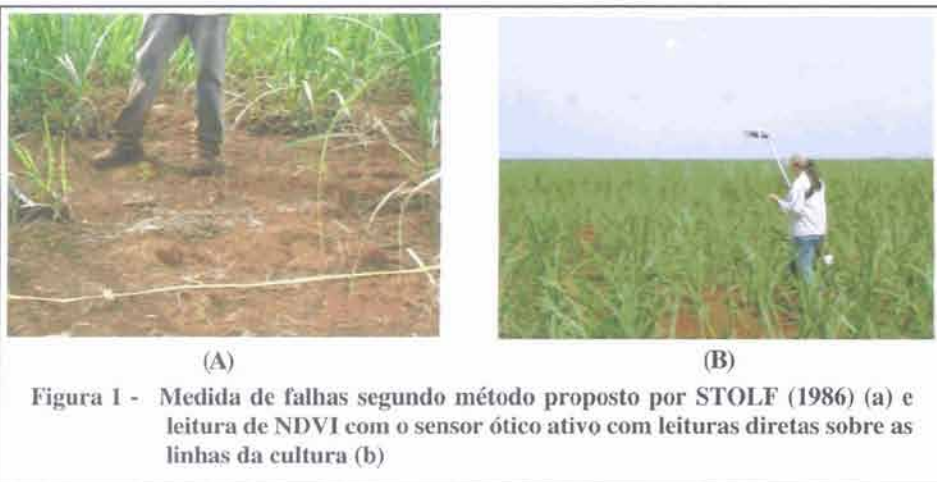 (A) (B)
Figura 1 - Medida de falhas segundo método proposto por STOLF (1986) (a) e
leitura de NDVI com o sensor ótico ativo com leituras diretas sobre as
linhas da cultura (b)